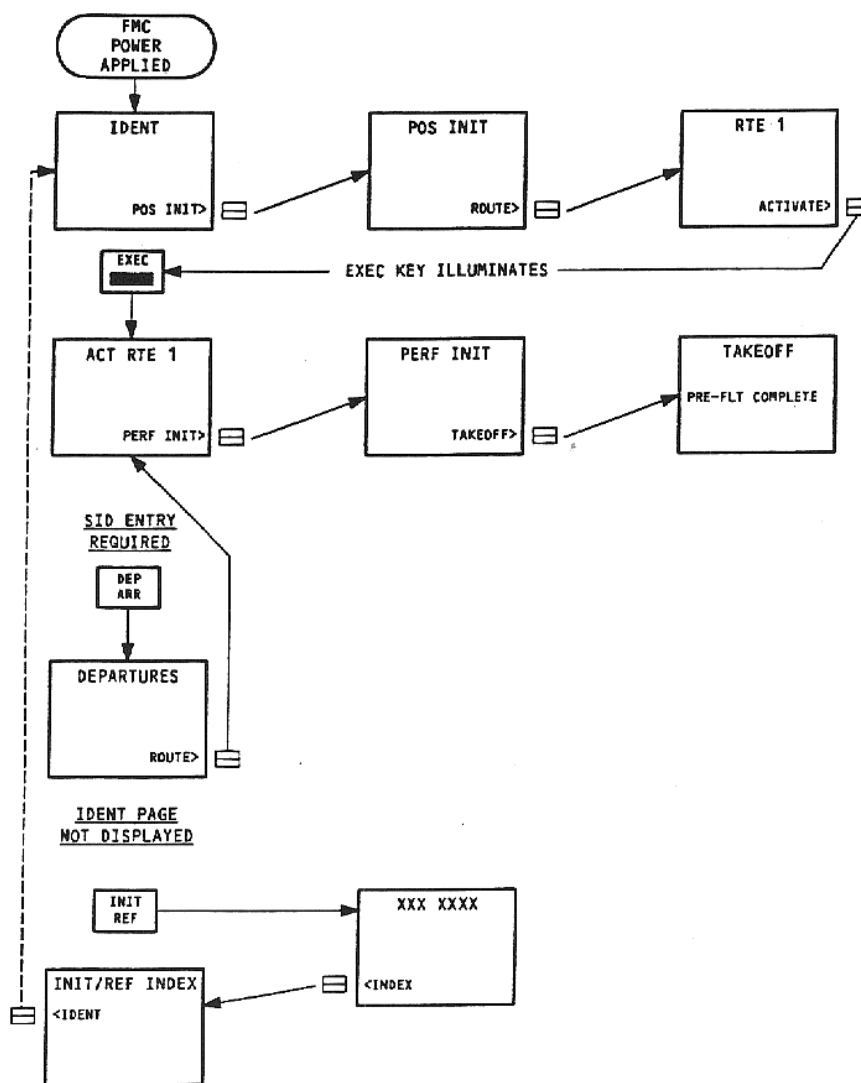 FMC
POWER
APPLIED
IDENT
POS INIT>
POS INIT
ROUTE>
RTE 1
ACTIVATE>
EXEC
EXEC KEY ILLUMINATES
ACT RTE 1
PERF INIT>
PERF INIT
TAKEOFF>
TAKEOFF
PRE-FLT COMPLETE
SID ENTRY
REQUIRED
DEP
ARR
DEPARTURES
ROUTE>
IDENT PAGE
NOT DISPLAYED
INIT
REF
XXX XXXX
<INDEX
INIT/REF INDEX
<IDENT